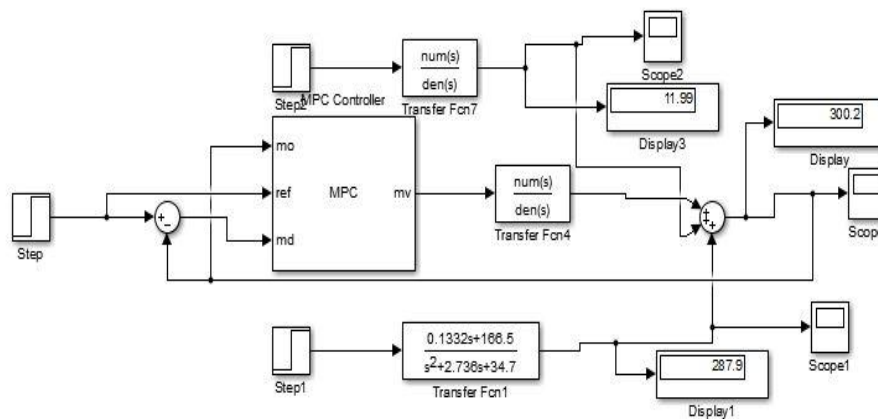 num(s)
den(s)
Scope2
Step2
MPC Controller
Transfer Fcn7
11.99
Display3
300.2
Display
mo
ref
md
MPC
mv
num(s)
den(s)
Transfer Fcn4
+
-
Step
+
+
+
Scope
0.1332s+166.5
s²+2.736s+34.7
Transfer Fcn1
Step1
287.9
Display1
Scope1